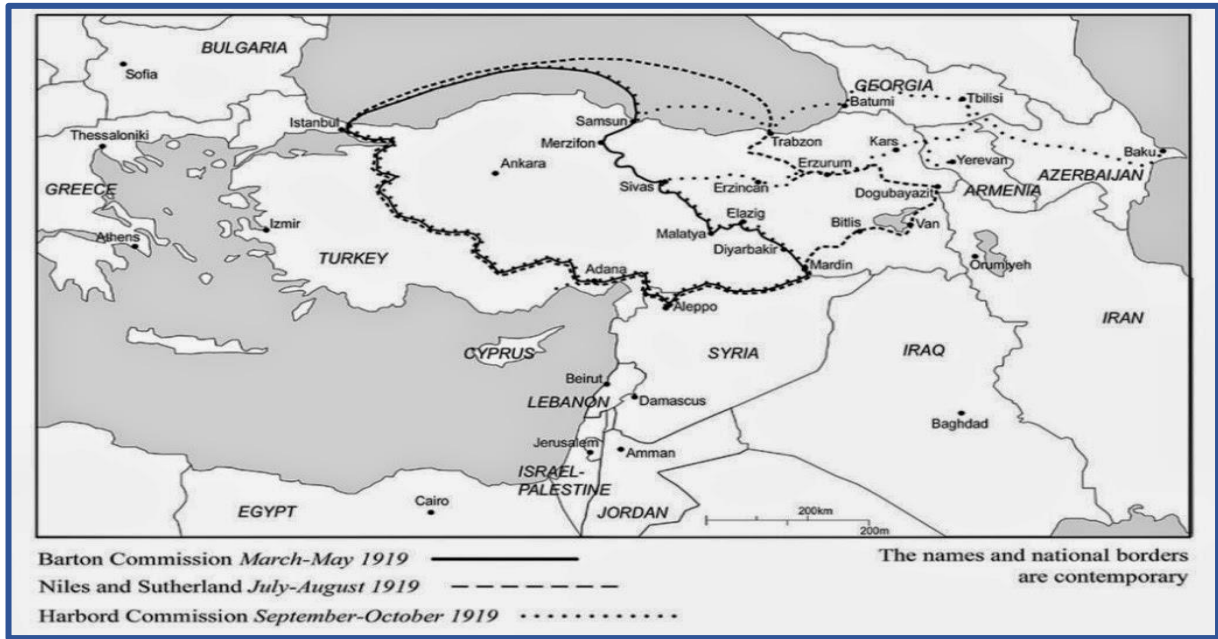 BULGARIA
Sofia
GEORGIA
Tbilisi
Batumi
Istanbul
Samsun
Thessaloniki
Merzifon
Trabzon
Kars
Baku
Erzurum
Yerevan
Ankara
AZERBAIJAN
GREECE
Sivas
Erzincan
Dogubayazit
ARMENIA
Elazig
Izmir
Bitlis
Van
Athens
Malatya
Diyarbakir
TURKEY
Mardin
Orumiyeh
Adana
Aleppo
IRAN
CYPRUS
SYRIA
IRAQ
Beirut
LEBANON
Damascus
Baghdad
Jerusalem
Amman
ISRAEL-
PALESTINE
Cairo
EGYPT
JORDAN
200km
200m
Barton Commission March-May 1919
Niles and Sutherland July-August 1919
Harbord Commission September-October 1919
The names and national borders
are contemporary